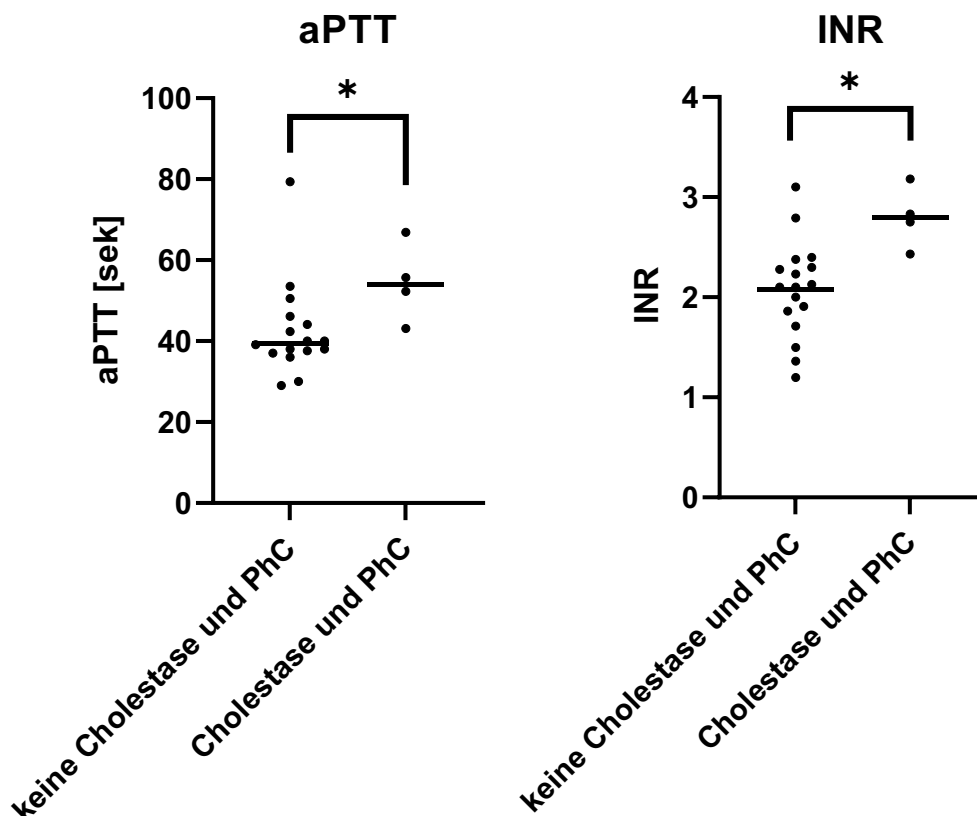 aPTT
*
100
80
60
40
20
0
aPTT [sek]
keine Cholestase und PhC
Cholestase und PhC
INR
*
4
3
2
1
0
INR
keine Cholestase und PhC
Cholestase und PhC